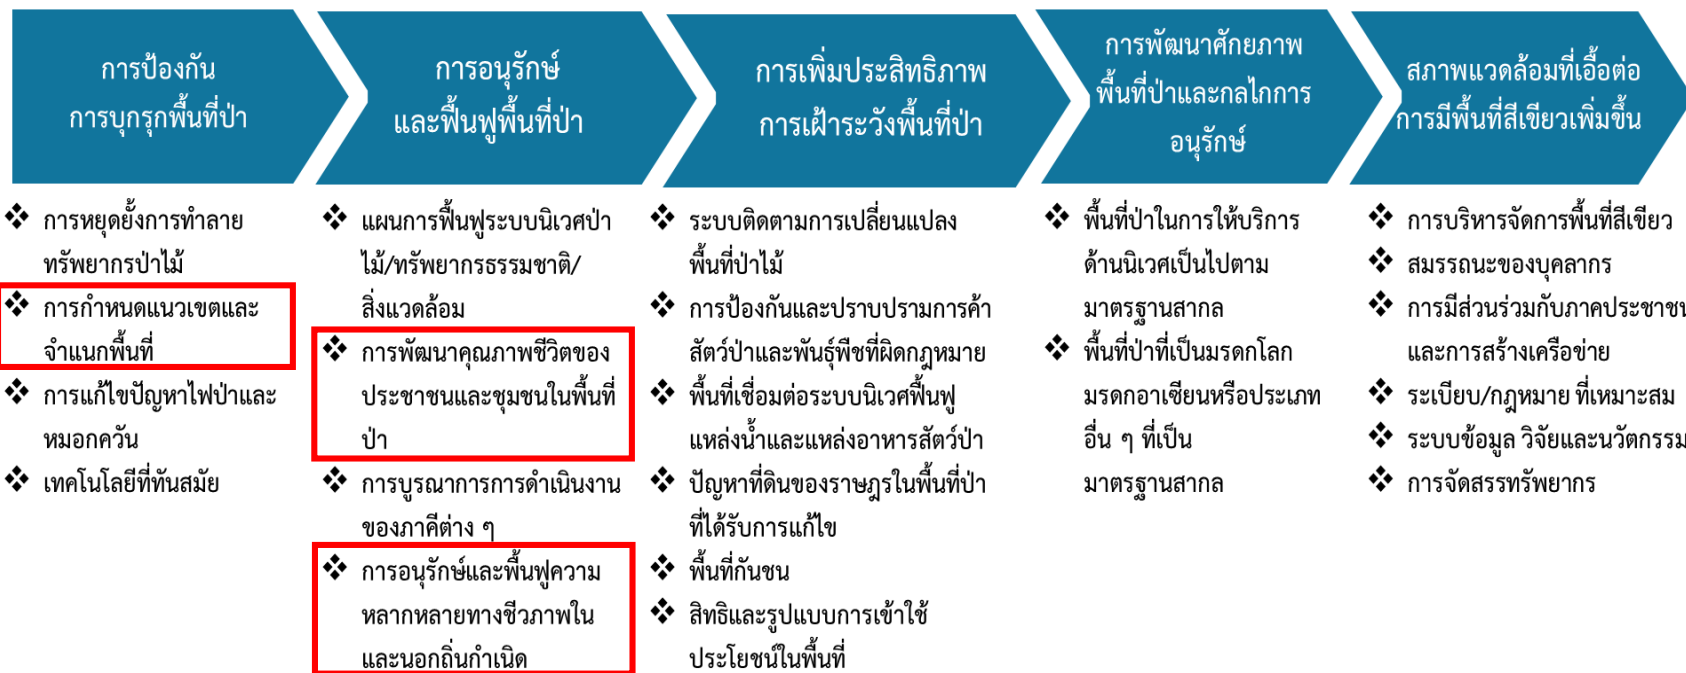 การป้องกัน
การบุกรุกพื้นที่ป่า
การอนุรักษ์
และฟื้นฟูพื้นที่ป่า
การเพิ่มประสิทธิภาพ
การเฝ้าระวังพื้นที่ป่า
การพัฒนาศักยภาพ
พื้นที่ป่าและกลไกการ
อนุรักษ์
สภาพแวดล้อมที่เอื้อต่อ
การมีพื้นที่สีเขียวเพิ่มขึ้น
❖ การหยุดยั้งการทำลาย
ทรัพยากรป่าไม้
❖ การกำหนดแนวเขตและ
จำแนกพื้นที่
❖ การแก้ไขปัญหาไฟป่าและ
หมอกควัน
❖ เทคโนโลยีที่ทันสมัย
❖ แผนการฟื้นฟูระบบนิเวศป่า
ไม้/ทรัพยากรธรรมชาติ/
สิ่งแวดล้อม
❖ การพัฒนาคุณภาพชีวิตของ
ประชาชนและชุมชนในพื้นที่
ป่า
❖ การบูรณาการการดำเนินงาน
ของภาคีต่าง ๆ
❖ การอนุรักษ์และพื้นฟูความ
หลากหลายทางชีวภาพใน
และนอกถิ่นกำเนิด
❖ ระบบติดตามการเปลี่ยนแปลง
พื้นที่ป่าไม้
❖ การป้องกันและปราบปรามการค้า
สัตว์ป่าและพันธุ์พืชที่ผิดกฎหมาย
❖ พื้นที่เชื่อมต่อระบบนิเวศฟื้นฟู
แหล่งน้ำและแหล่งอาหารสัตว์ป่า
❖ ปัญหาที่ดินของราษฎรในพื้นที่ป่า
ที่ได้รับการแก้ไข
❖ พื้นที่กันชน
❖ สิทธิและรูปแบบการเข้าใช้
ประโยชน์ในพื้นที่
❖ พื้นที่ป่าในการให้บริการ
ด้านนิเวศเป็นไปตาม
มาตรฐานสากล
❖ พื้นที่ป่าที่เป็นมรดกโลก
มรดกอาเซียนหรือประเภท
อื่น ๆ ที่เป็น
มาตรฐานสากล
❖ การบริหารจัดการพื้นที่สีเขียว
❖ สมรรถนะของบุคลากร
❖ การมีส่วนร่วมกับภาคประชาชน
และการสร้างเครือข่าย
❖ ระเบียบ/กฎหมาย ที่เหมาะสม
❖ ระบบข้อมูล วิจัยและนวัตกรรม
❖ การจัดสรรทรัพยากร